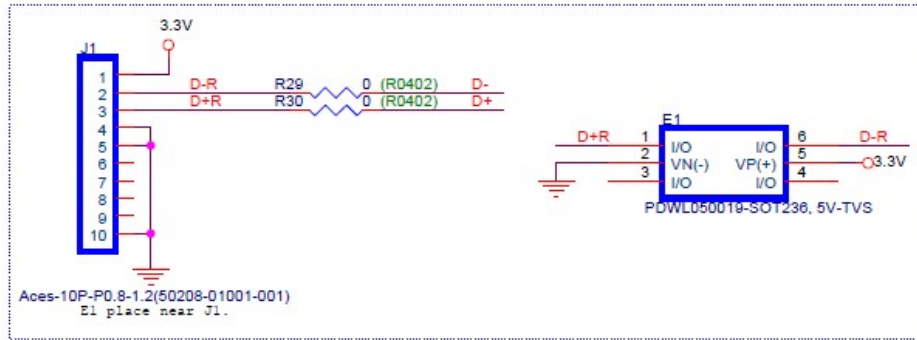 3.3V
J1
1
2 D-R R29 0 (R0402) D-
3 D+R R30 0 (R0402) D+
4
5
6
7
8
9
10
Aces-10P-P0.8-1.2(50208-01001-001)
E1 place near J1.
E1
D+R 1 I/O I/O 6 D-R
2 VN(-) VP(+) 5 3.3V
3 I/O I/O 4
PDWL050019-SOT236, 5V-TVS